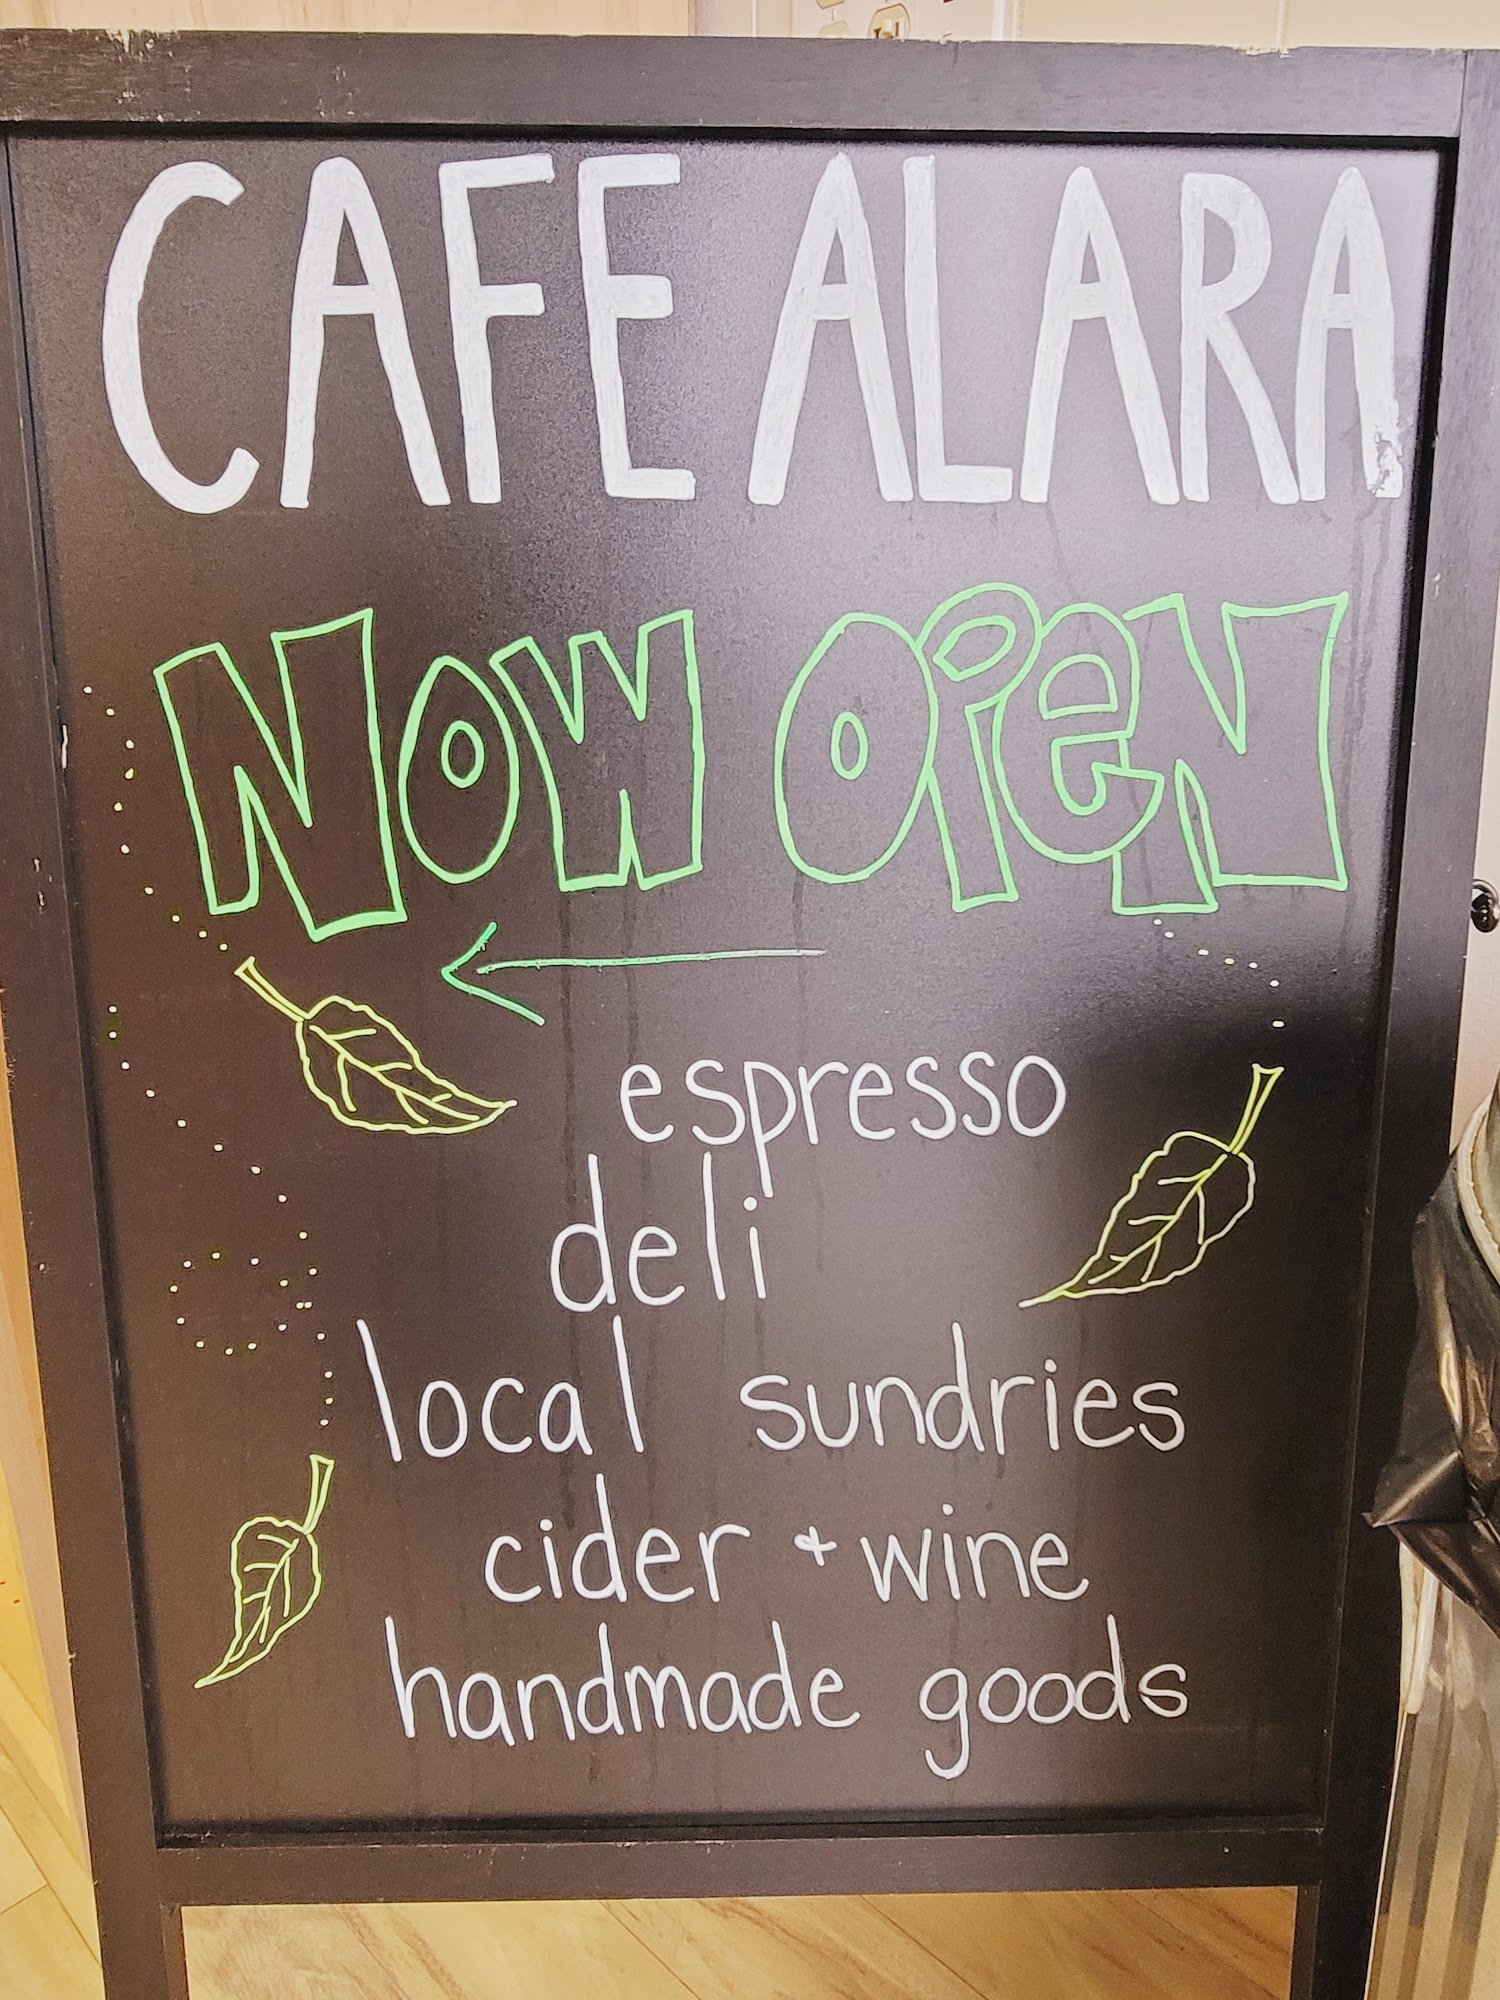 CAFE ALARA
NOW OPEN
espresso
deli
local sundries
cider + wine
handmade goods